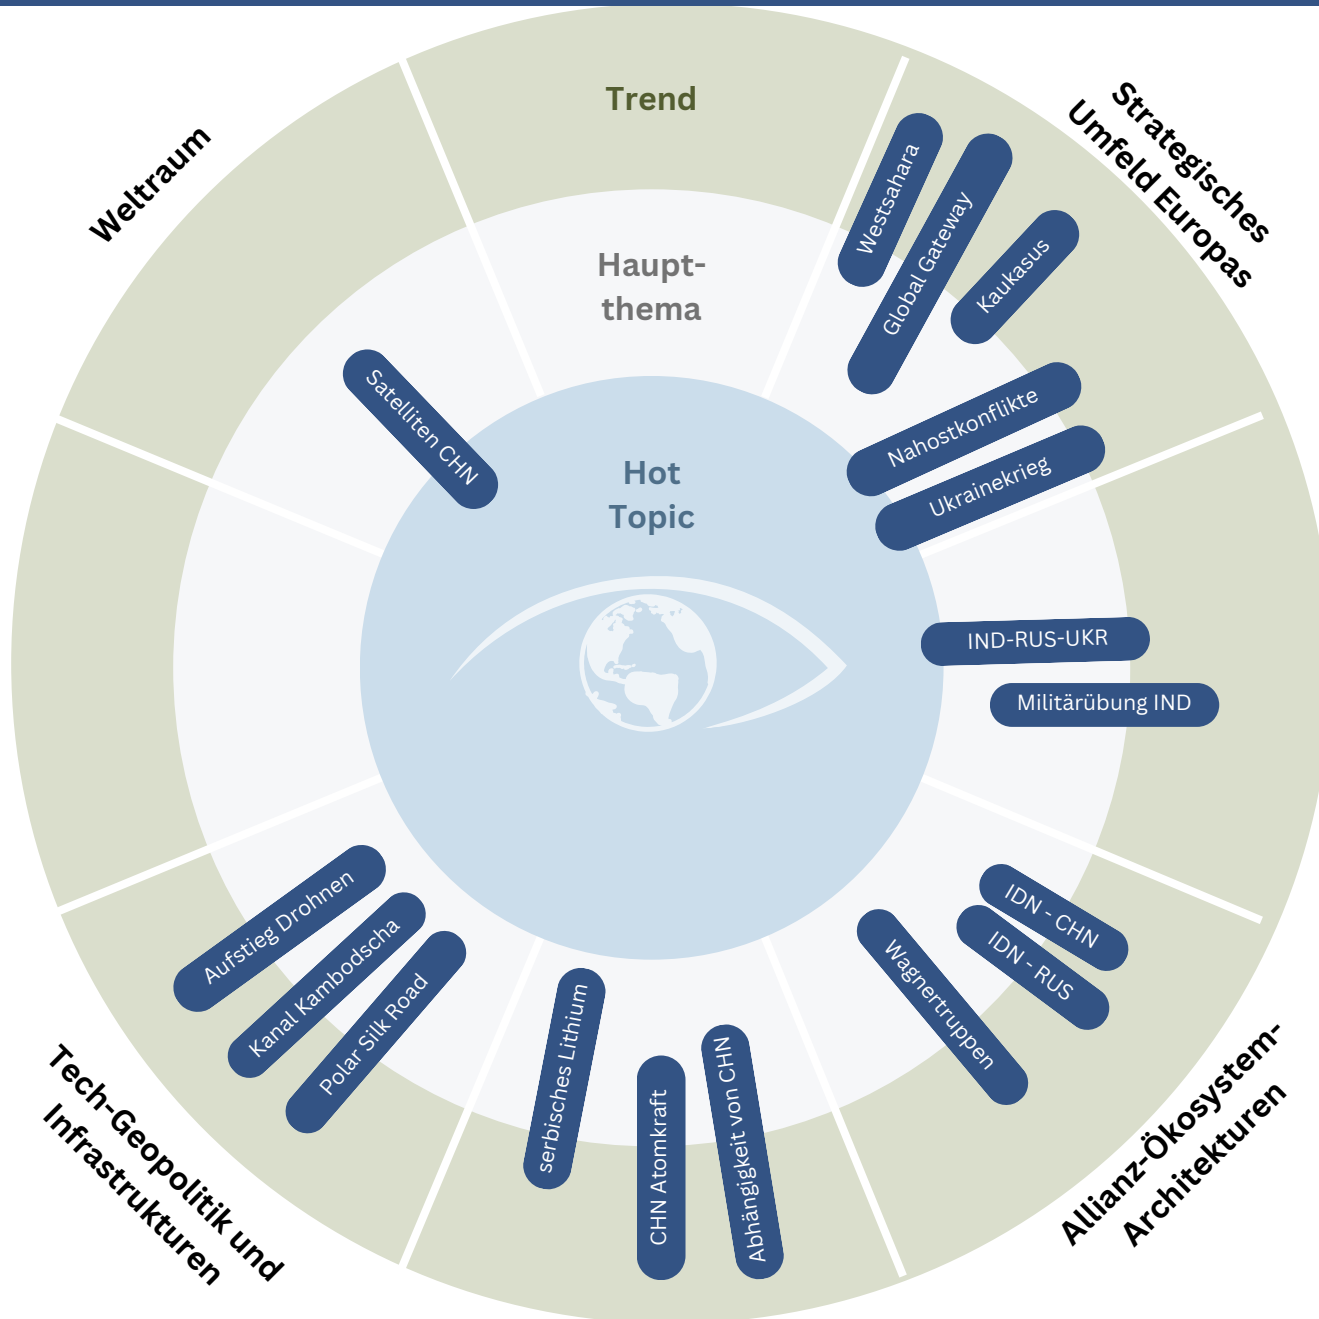 Trend
Haupt-
thema
Hot
Topic
Weltraum
Satelliten CHN
Strategisches
Umfeld Europas
Westsahara
Global Gateway
Kaukasus
Nahostkonflikte
Ukrainekrieg
IND-RUS-UKR
Militärübung IND
IDN - CHN
IDN - RUS
Wagnertruppen
Allianz-Ökosystem-
Architekturen
Abhängigkeit von CHN
CHN Atomkraft
serbisches Lithium
Polar Silk Road
Kanal Kambodscha
Aufstieg Drohnen
Tech-Geopolitik und
Infrastrukturen